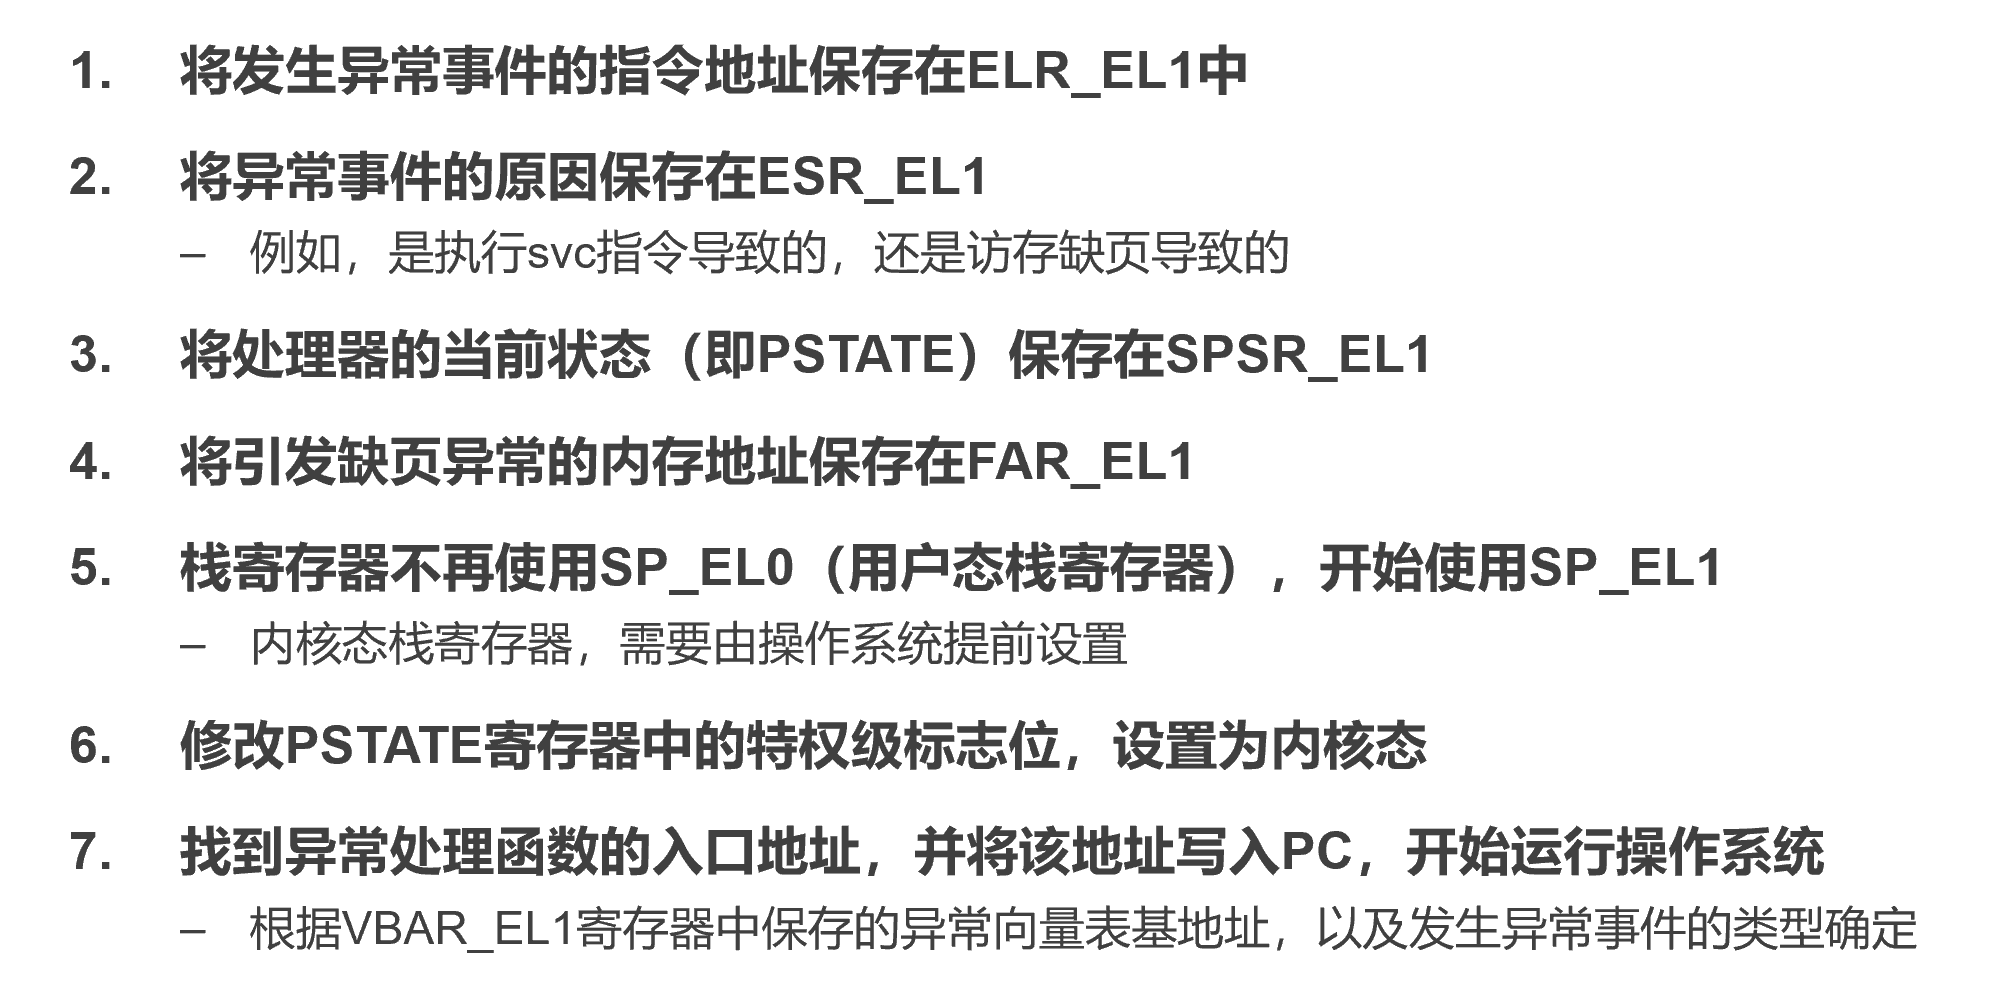 1. 将发生异常事件的指令地址保存在ELR_EL1中
2. 将异常事件的原因保存在ESR_EL1
– 例如，是执行svc指令导致的，还是访存缺页导致的
3. 将处理器的当前状态（即PSTATE）保存在SPSR_EL1
4. 将引发缺页异常的内存地址保存在FAR_EL1
5. 栈寄存器不再使用SP_EL0（用户态栈寄存器），开始使用SP_EL1
– 内核态栈寄存器，需要由操作系统提前设置
6. 修改PSTATE寄存器中的特权级标志位，设置为内核态
7. 找到异常处理函数的入口地址，并将该地址写入PC，开始运行操作系统
– 根据VBAR_EL1寄存器中保存的异常向量表基地址，以及发生异常事件的类型确定